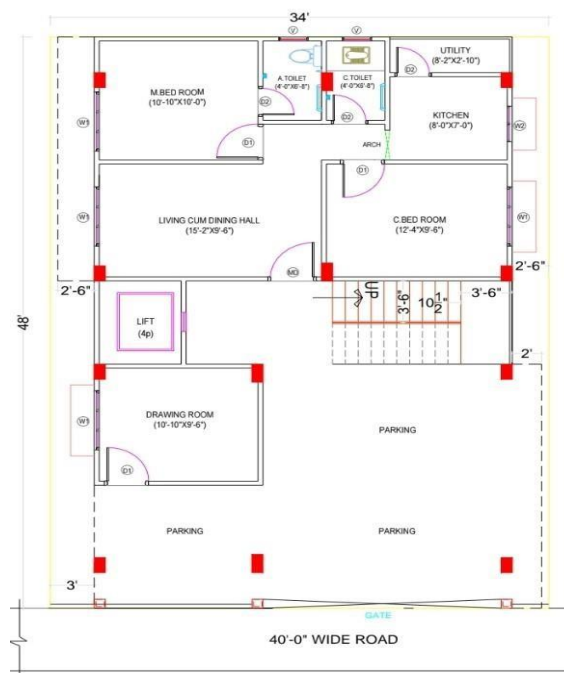 34'
V
V
UTILITY
(8'-2"X2'-10")
A.TOILET
(4'-0"X6'-8")
C.TOILET
(4'-0"X6'-8")
D2
M.BED ROOM
(10'-10"X10'-0")
D2
D2
KITCHEN
(8'-0"X7'-0")
W1
W2
D1
ARCH
D1
W1
LIVING CUM DINING HALL
(15'-2"X9'-6")
C.BED ROOM
(12'-4"X9'-6")
W1
MD
2'-6"
2'-6"
UP
3'-6"
10 1/2"
3'-6"
48'
LIFT
(4p)
2'
W1
DRAWING ROOM
(10'-10"X9'-6")
PARKING
D1
PARKING
PARKING
3'
GATE
40'-0" WIDE ROAD